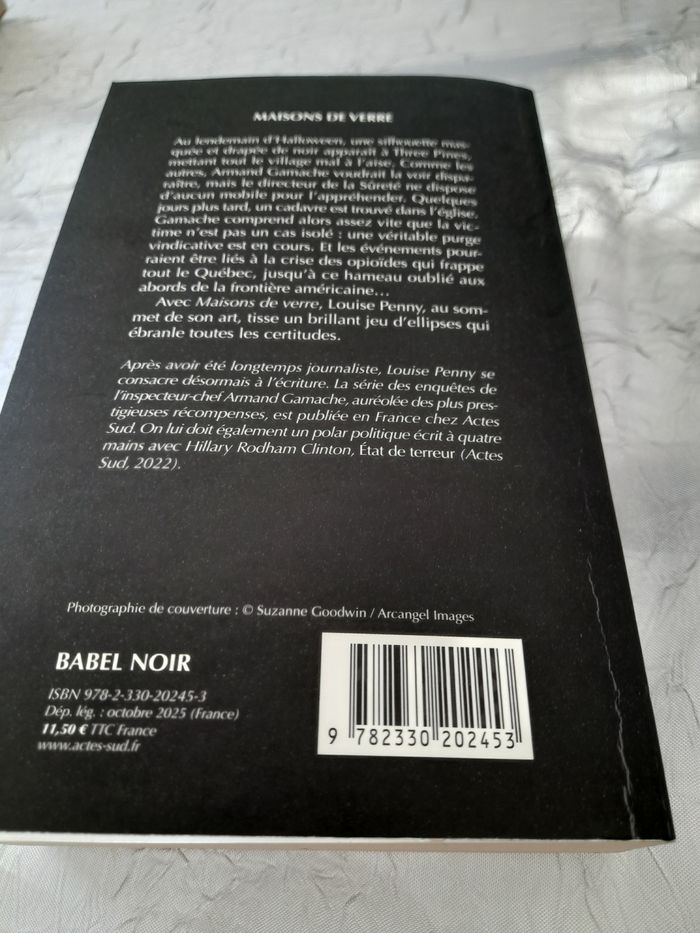 MAISONS DE VERRE
Au lendemain d'Halloween, une silhouette mas-
quée et drapée de noir apparaît à Three Pines,
mettant tout le village mal à l'aise. Comme les
autres, Armand Gamache voudrait la voir dispa-
raître, mais le directeur de la Sûreté ne dispose
d'aucun mobile pour l'appréhender. Quelques
jours plus tard, un cadavre est trouvé dans l'église.
Gamache comprend alors assez vite que la vic-
time n'est pas un cas isolé : une véritable purge
vindicative est en cours. Et les événements pour-
raient être liés à la crise des opioïdes qui frappe
tout le Québec, jusqu'à ce hameau oublié aux
abords de la frontière américaine…
Avec Maisons de verre, Louise Penny, au som-
met de son art, tisse un brillant jeu d'ellipses qui
ébranle toutes les certitudes.
Après avoir été longtemps journaliste, Louise Penny se
consacre désormais à l'écriture. La série des enquêtes de
l'inspecteur-chef Armand Gamache, auréolée des plus pres-
tigieuses récompenses, est publiée en France chez Actes
Sud. On lui doit également un polar politique écrit à quatre
mains avec Hillary Rodham Clinton, État de terreur (Actes
Sud, 2022).
Photographie de couverture : © Suzanne Goodwin / Arcangel Images
BABEL NOIR
ISBN 978-2-330-20245-3
Dép. lég. : octobre 2025 (France)
11,50 € TTC France
www.actes-sud.fr
9 782330 202453